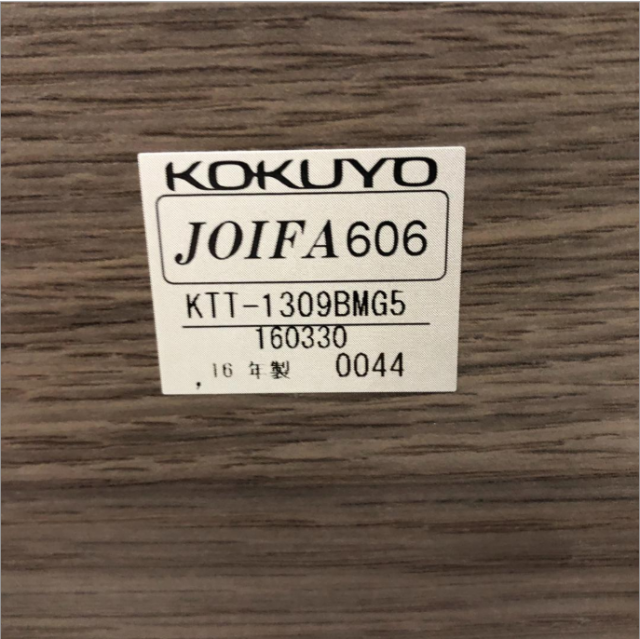 KOKUYO
JOIFA606
KTT-1309BMG5
160330
,16 年製 0044